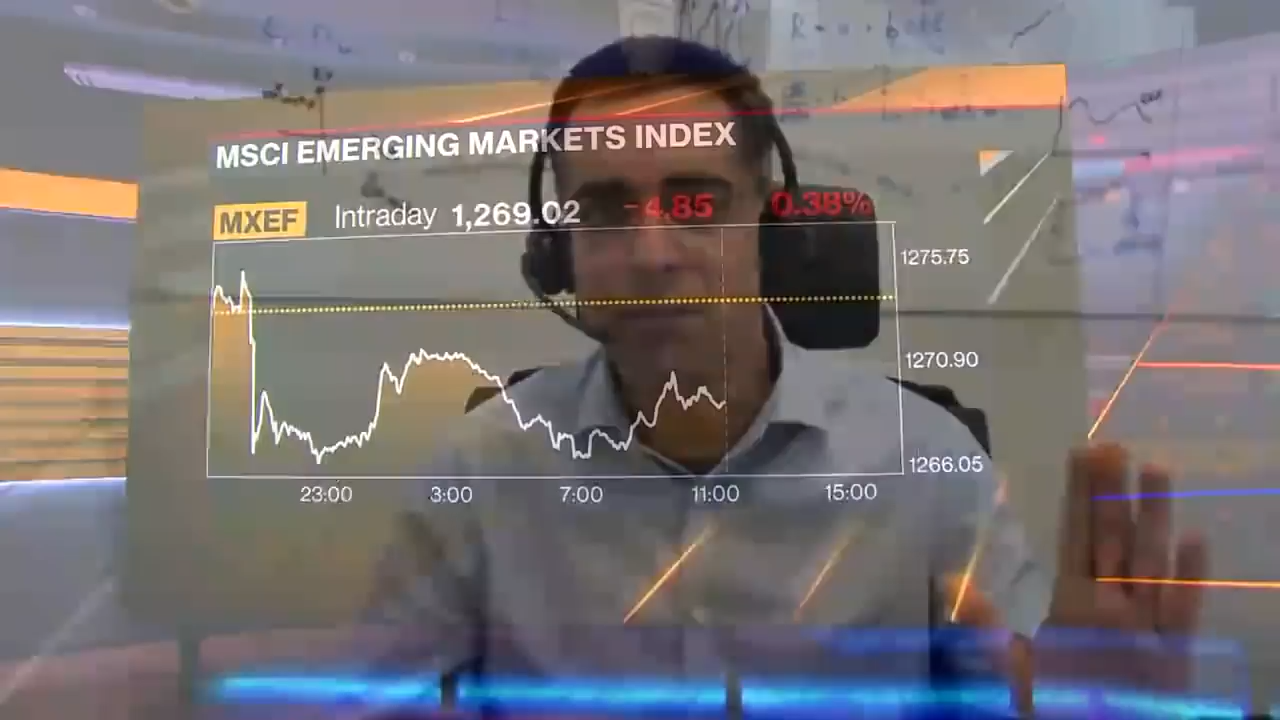 MSCI EMERGING MARKETS INDEX
MXEF Intraday 1,269.02 -4.85 0.38%
1275.75
1270.90
1266.05
23:00 3:00 7:00 11:00 15:00